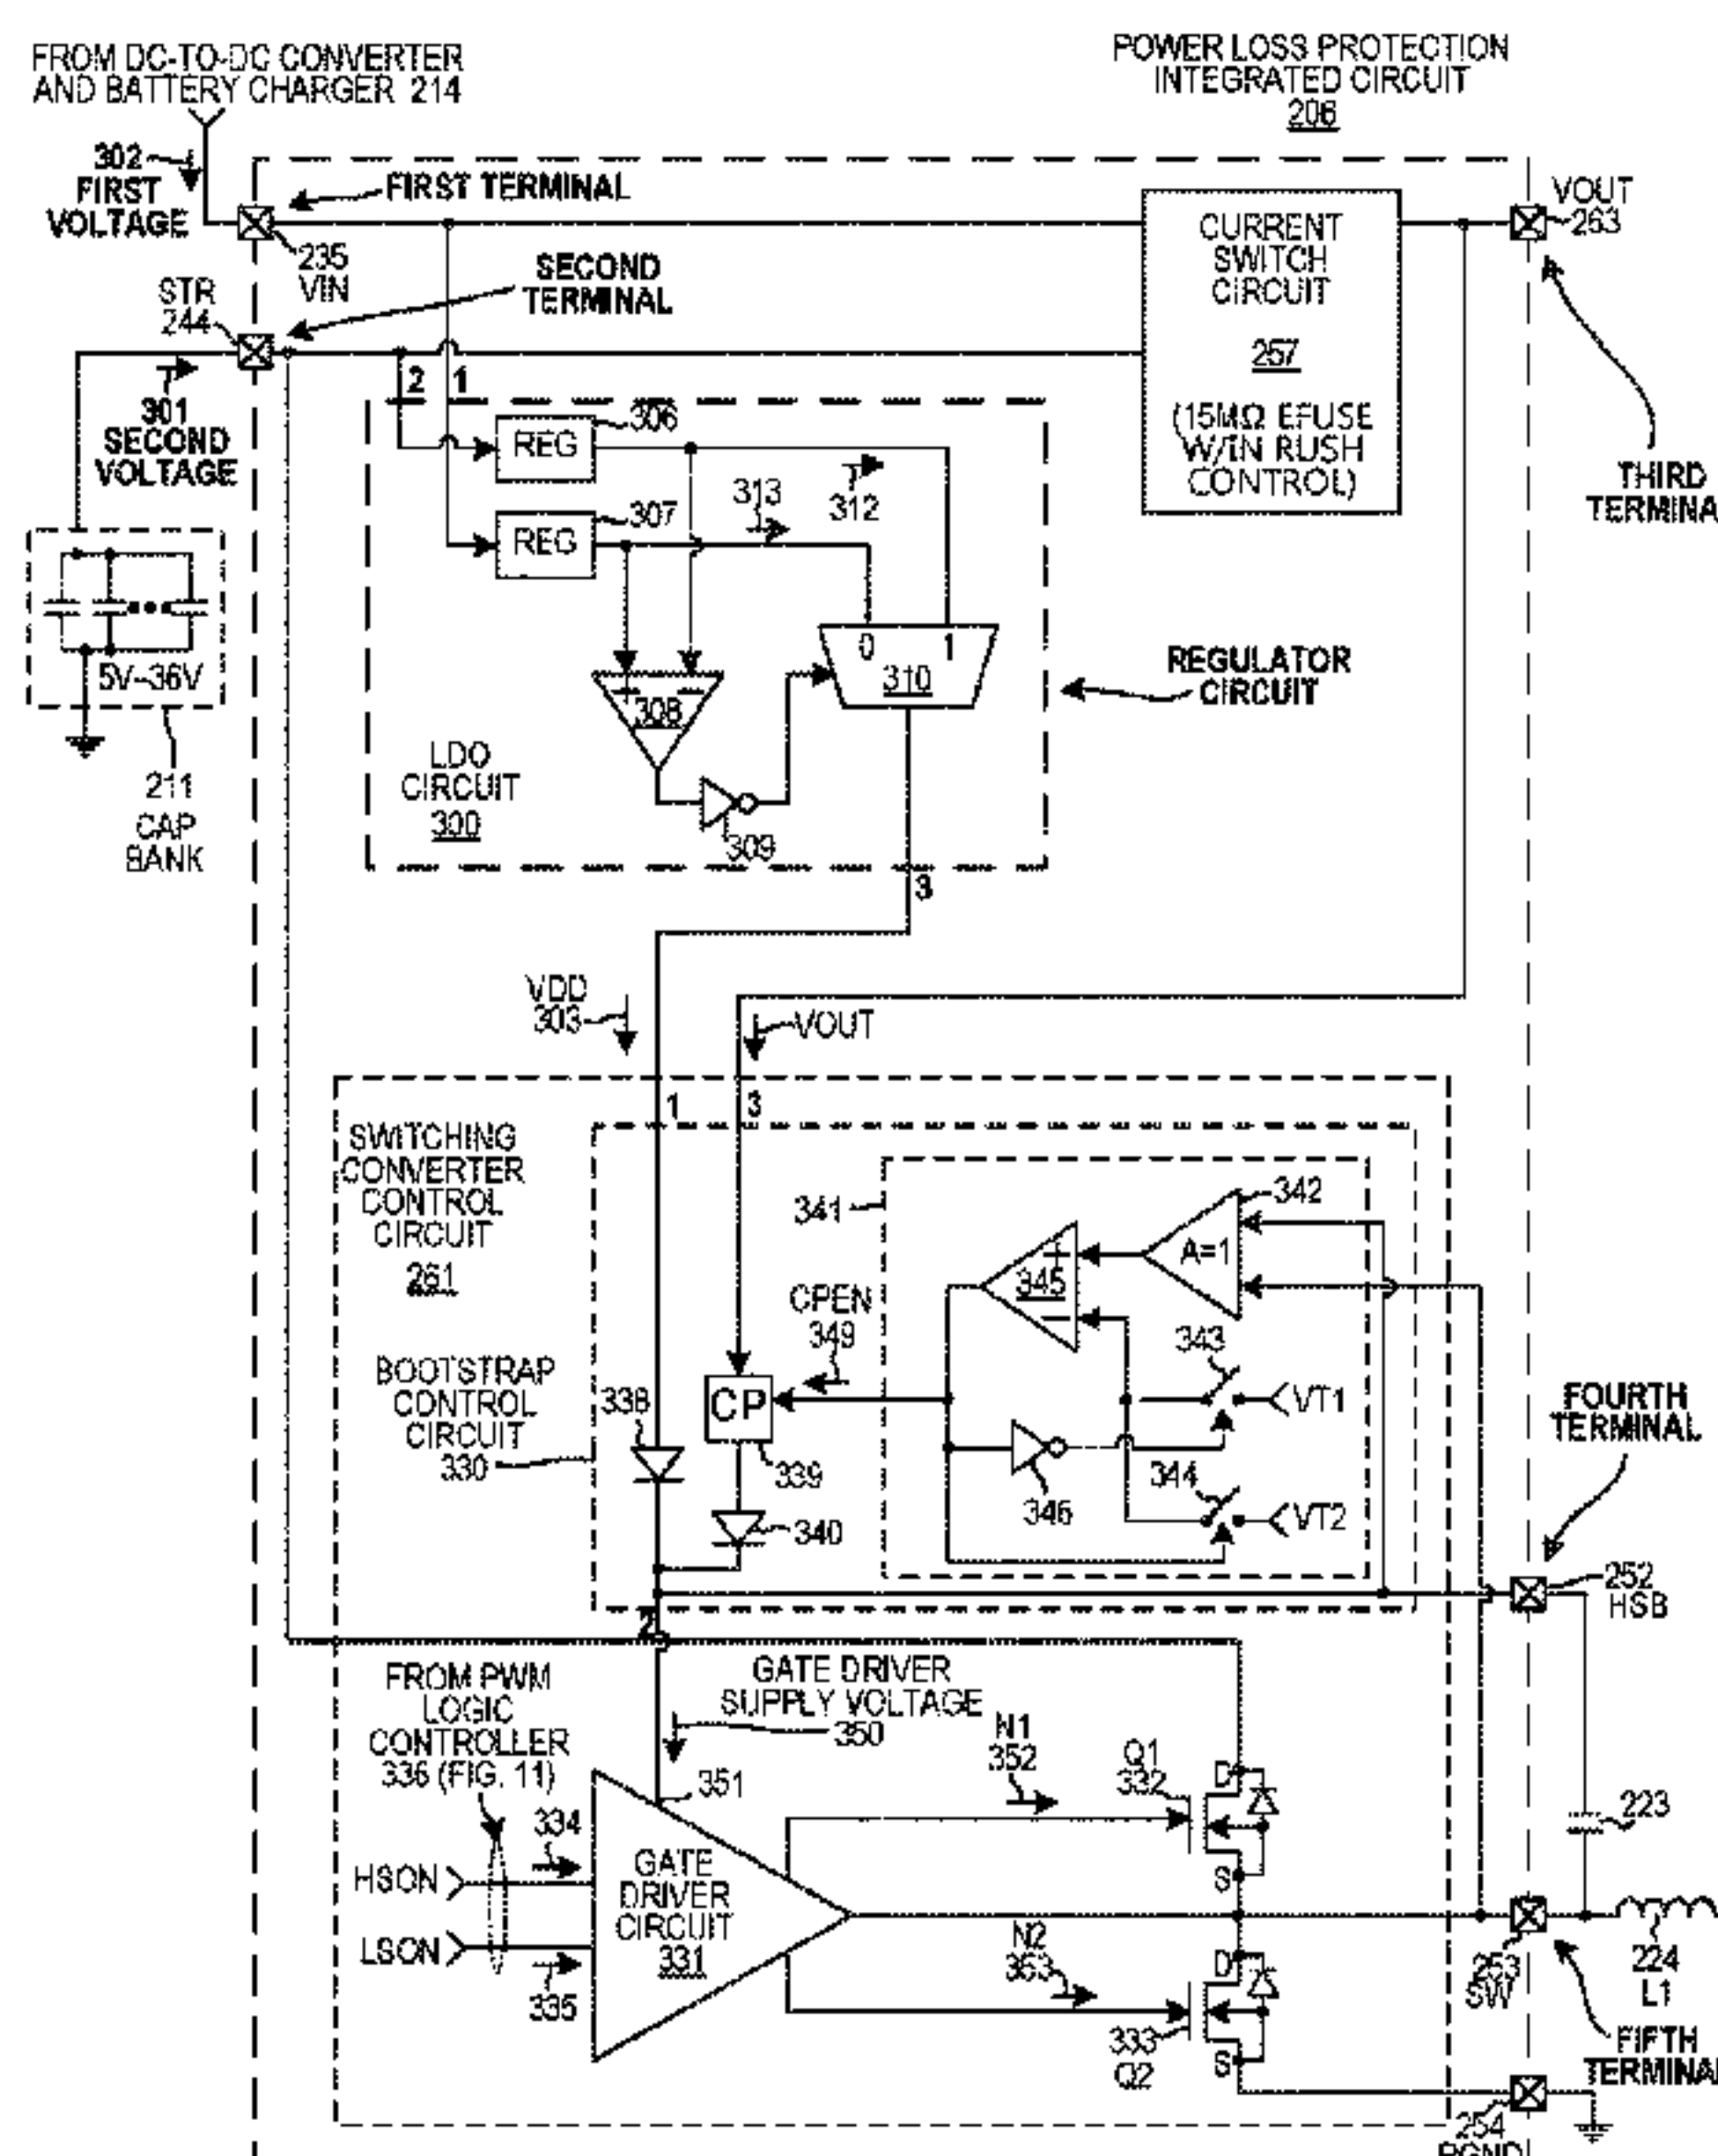 FROM DC-TO-DC CONVERTER
AND BATTERY CHARGER 214
POWER LOSS PROTECTION
INTEGRATED CIRCUIT
206
302
FIRST
VOLTAGE
FIRST TERMINAL
235
VIN
STR
244
SECOND
TERMINAL
CURRENT
SWITCH
CIRCUIT
257
(15MΩ EFUSE
W/IN RUSH
CONTROL)
VOUT
263
THIRD
TERMINA
301
SECOND
VOLTAGE
2
1
REG
306
REG
307
313
312
5V-36V
211
CAP
BANK
0
1
310
+
−
308
309
LDO
CIRCUIT
300
REGULATOR
CIRCUIT
3
VDD
303
VOUT
1
3
SWITCHING
CONVERTER
CONTROL
CIRCUIT
261
341
342
A=1
+
345
−
CPEN
349
343
VT1
BOOTSTRAP
CONTROL
CIRCUIT
330
338
CP
339
340
346
344
VT2
FOURTH
TERMINAL
252
HSB
2
FROM PWM
LOGIC
CONTROLLER
336 (FIG. 11)
GATE DRIVER
SUPPLY VOLTAGE
350
351
N1
352
Q1
332
D
S
223
334
HSON
LSON
335
GATE
DRIVER
CIRCUIT
331
N2
363
D
S
333
Q2
253
SW
224
L1
FIFTH
TERMINAL
254
PGND